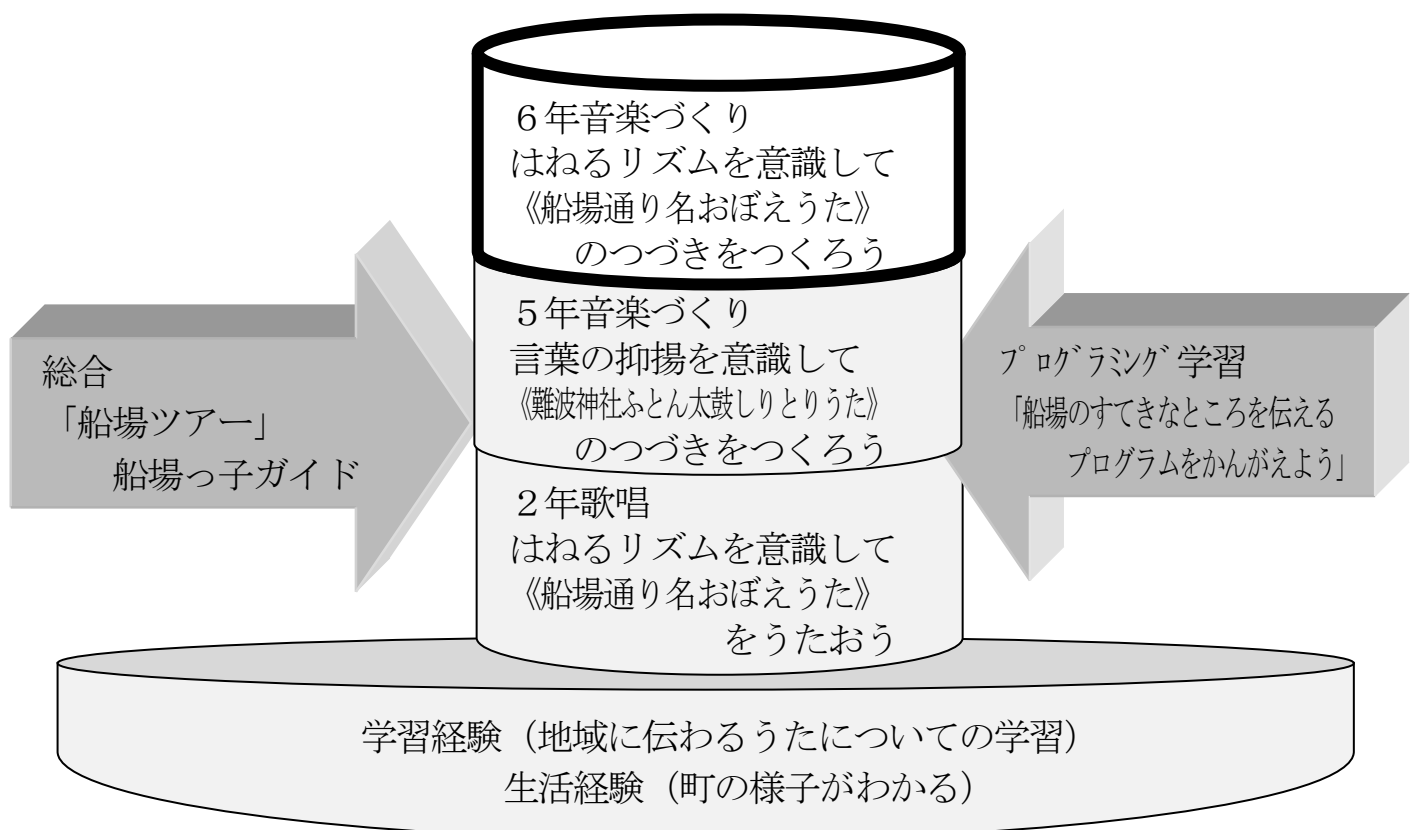 ６年音楽づくり
はねるリズムを意識して
《船場通り名おぼえうた》
のつづきをつくろう
５年音楽づくり
言葉の抑揚を意識して
《難波神社ふとん太鼓しりとりうた》
のつづきをつくろう
２年歌唱
はねるリズムを意識して
《船場通り名おぼえうた》
をうたおう
総合
「船場ツアー」
船場っ子ガイド
プログラミング学習
「船場のすてきなところを伝える
プログラムをかんがえよう」
学習経験（地域に伝わるうたについての学習）
生活経験（町の様子がわかる）